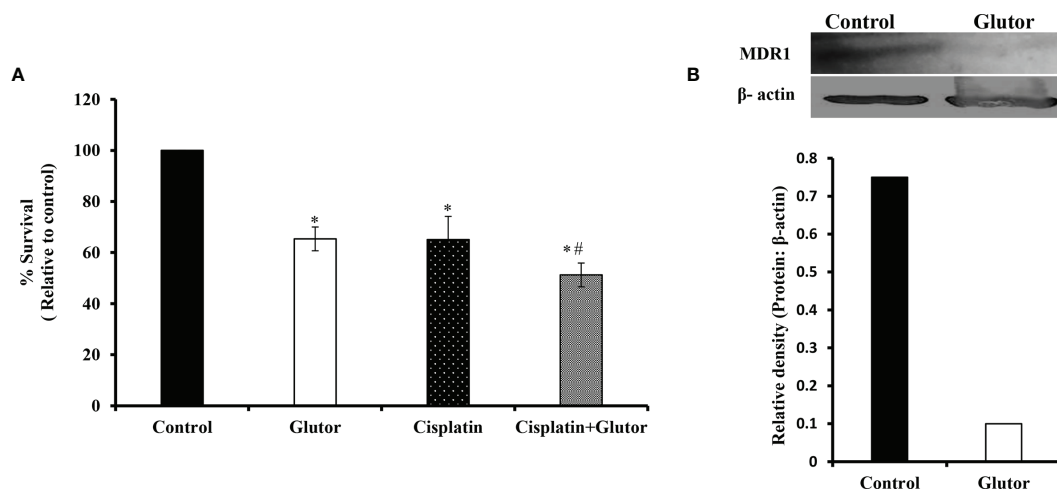 A
120
100
80
60
40
20
0
% Survival
( Relative to control)
*
*
* #
Control Glutor Cisplatin Cisplatin+Glutor
B
Control Glutor
MDR1
β- actin
0.8
0.7
0.6
0.5
0.4
0.3
0.2
0.1
0
Relative density (Protein: β-actin)
Control Glutor